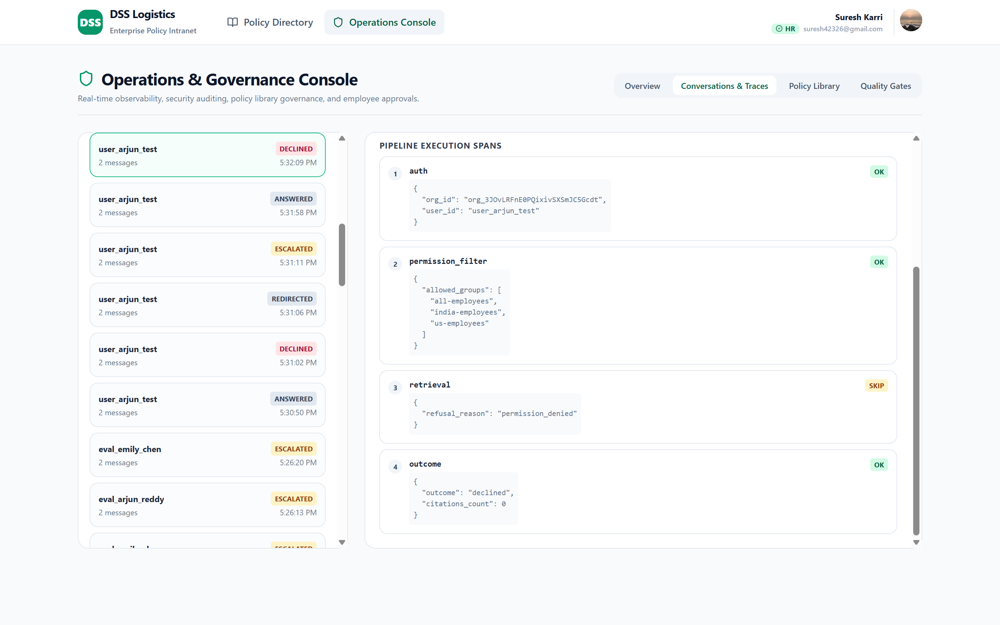 DSS
DSS Logistics
Enterprise Policy Intranet
Policy Directory
Operations Console
Suresh Karri
HR
suresh42326@gmail.com
Operations & Governance Console
Real-time observability, security auditing, policy library governance, and employee approvals.
Overview
Conversations & Traces
Policy Library
Quality Gates
user_arjun_test
DECLINED
2 messages
5:32:09 PM
user_arjun_test
ANSWERED
2 messages
5:31:58 PM
user_arjun_test
ESCALATED
2 messages
5:31:11 PM
user_arjun_test
REDIRECTED
2 messages
5:31:06 PM
user_arjun_test
DECLINED
2 messages
5:31:02 PM
user_arjun_test
ANSWERED
2 messages
5:30:50 PM
eval_emily_chen
ESCALATED
2 messages
5:26:20 PM
eval_arjun_reddy
ESCALATED
2 messages
5:26:13 PM
ESCALATED
PIPELINE EXECUTION SPANS
1
auth
OK
{
"org_id": "org_3JOvLRFnE0PQixivSXSmJC5Gcdt",
"user_id": "user_arjun_test"
}
2
permission_filter
OK
{
"allowed_groups": [
"all-employees",
"india-employees",
"us-employees"
]
}
3
retrieval
SKIP
{
"refusal_reason": "permission_denied"
}
4
outcome
OK
{
"outcome": "declined",
"citations_count": 0
}